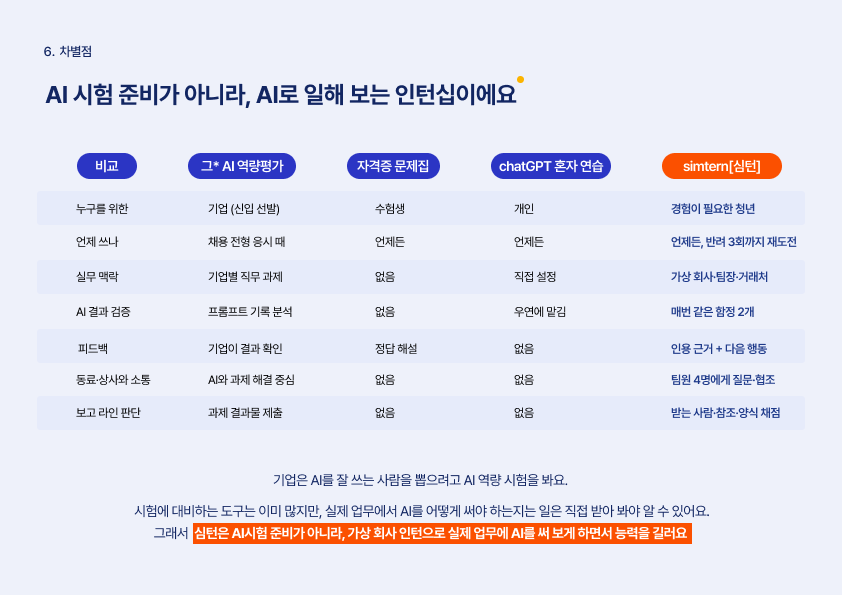 6. 차별점
AI 시험 준비가 아니라, AI로 일해 보는 인턴십이에요
비교 그* AI 역량평가 자격증 문제집 chatGPT 혼자 연습 simtern[심턴]
누구를 위한 기업 (신입 선발) 수험생 개인 경험이 필요한 청년
언제 쓰나 채용 전형 응시 때 언제든 언제든 언제든, 반려 3회까지 재도전
실무 맥락 기업별 직무 과제 없음 직접 설정 가상 회사·팀장·거래처
AI 결과 검증 프롬프트 기록 분석 없음 우연에 맡김 매번 같은 함정 2개
피드백 기업이 결과 확인 정답 해설 없음 인용 근거 + 다음 행동
동료·상사와 소통 AI와 과제 해결 중심 없음 없음 팀원 4명에게 질문·협조
보고 라인 판단 과제 결과물 제출 없음 없음 받는 사람·참조·양식 채점
기업은 AI를 잘 쓰는 사람을 뽑으려고 AI 역량 시험을 봐요.
시험에 대비하는 도구는 이미 많지만, 실제 업무에서 AI를 어떻게 써야 하는지는 일은 직접 받아 봐야 알 수 있어요.
그래서 심턴은 AI시험 준비가 아니라, 가상 회사 인턴으로 실제 업무에 AI를 써 보게 하면서 능력을 길러요